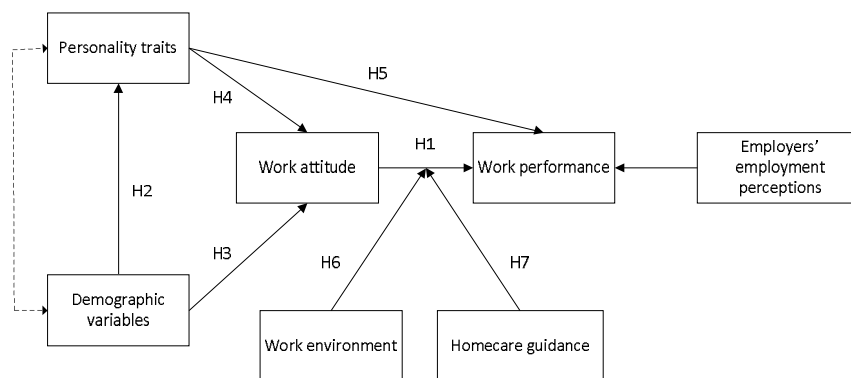 Personality traits
H5
H4
H1
Work attitude
Work performance
Employers'
employment
perceptions
H2
H3
H6
H7
Demographic
variables
Work environment
Homecare guidance